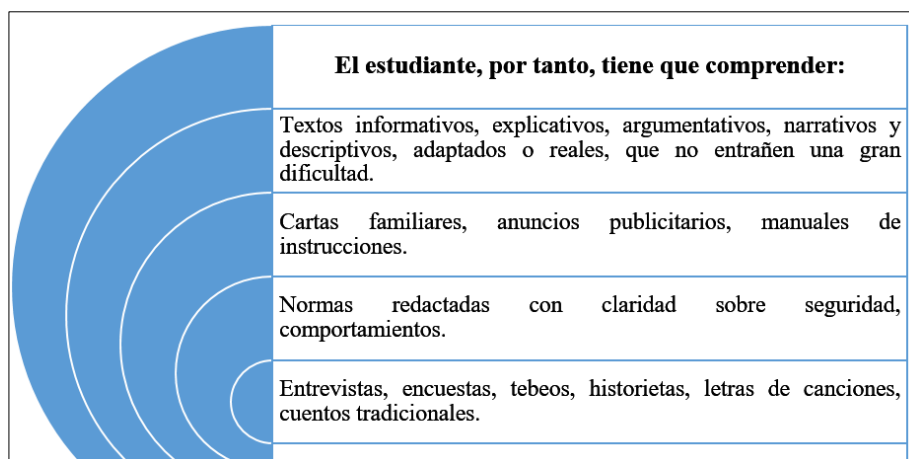 El estudiante, por tanto, tiene que comprender:
Textos informativos, explicativos, argumentativos, narrativos y
descriptivos, adaptados o reales, que no entrañen una gran
dificultad.
Cartas familiares, anuncios publicitarios, manuales de
instrucciones.
Normas redactadas con claridad sobre seguridad,
comportamientos.
Entrevistas, encuestas, tebeos, historietas, letras de canciones,
cuentos tradicionales.